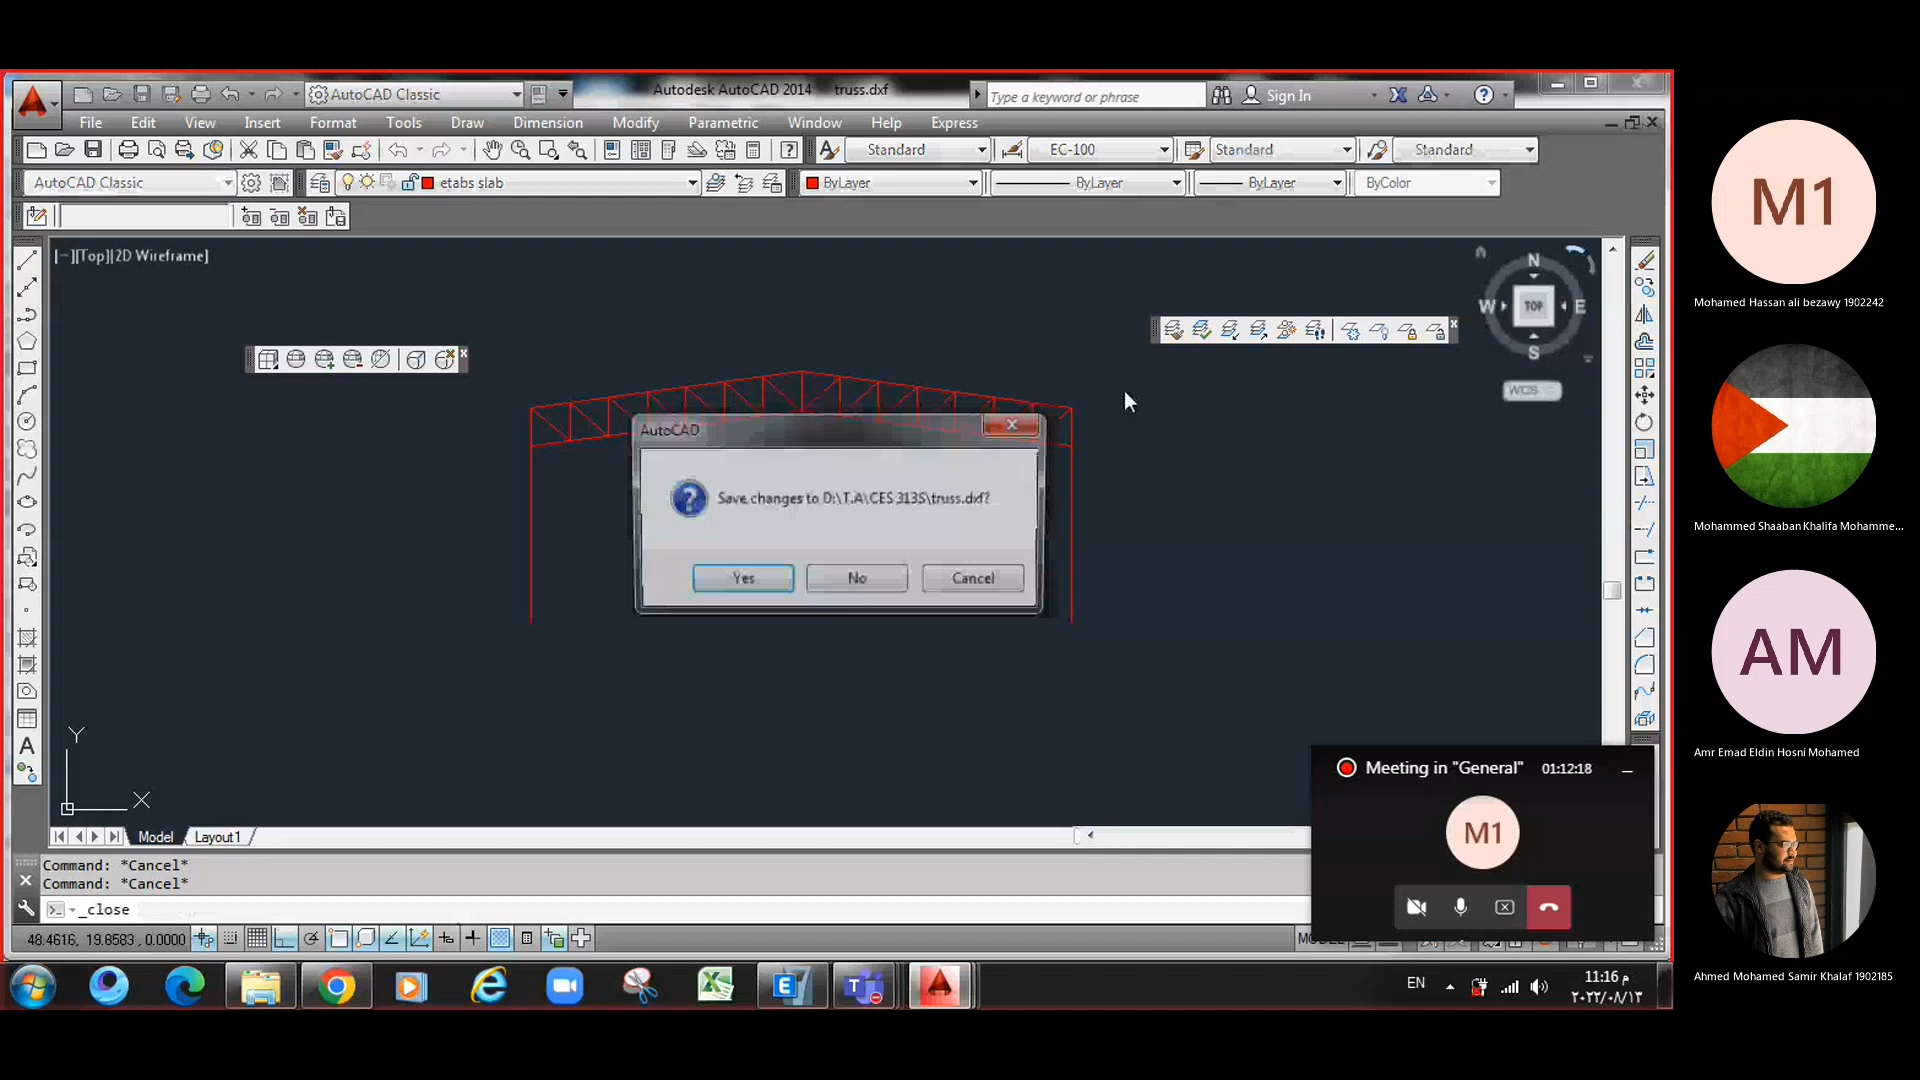 Autodesk AutoCAD 2014 truss.dxf
AutoCAD Classic
Type a keyword or phrase
Sign In
File Edit View Insert Format Tools Draw Dimension Modify Parametric Window Help Express
Standard EC-100 Standard Standard
AutoCAD Classic etabs slab ByLayer ByLayer ByLayer ByColor
[−][Top][2D Wireframe]
N
W TOP E
S
WCS
AutoCAD
Save changes to D:\T.A\CES 313S\truss.dxf?
Yes No Cancel
Y
X
Model Layout1
Command: *Cancel*
Command: *Cancel*
_close
48.4616, 19.6583, 0.0000
Meeting in "General" 01:12:18
M1
EN
11:16 م
٢٠٢٢/٠٨/١٣
M1
Mohamed Hassan ali bezawy 1902242
Mohammed Shaaban Khalifa Mohamme...
AM
Amr Emad Eldin Hosni Mohamed
Ahmed Mohamed Samir Khalaf 1902185